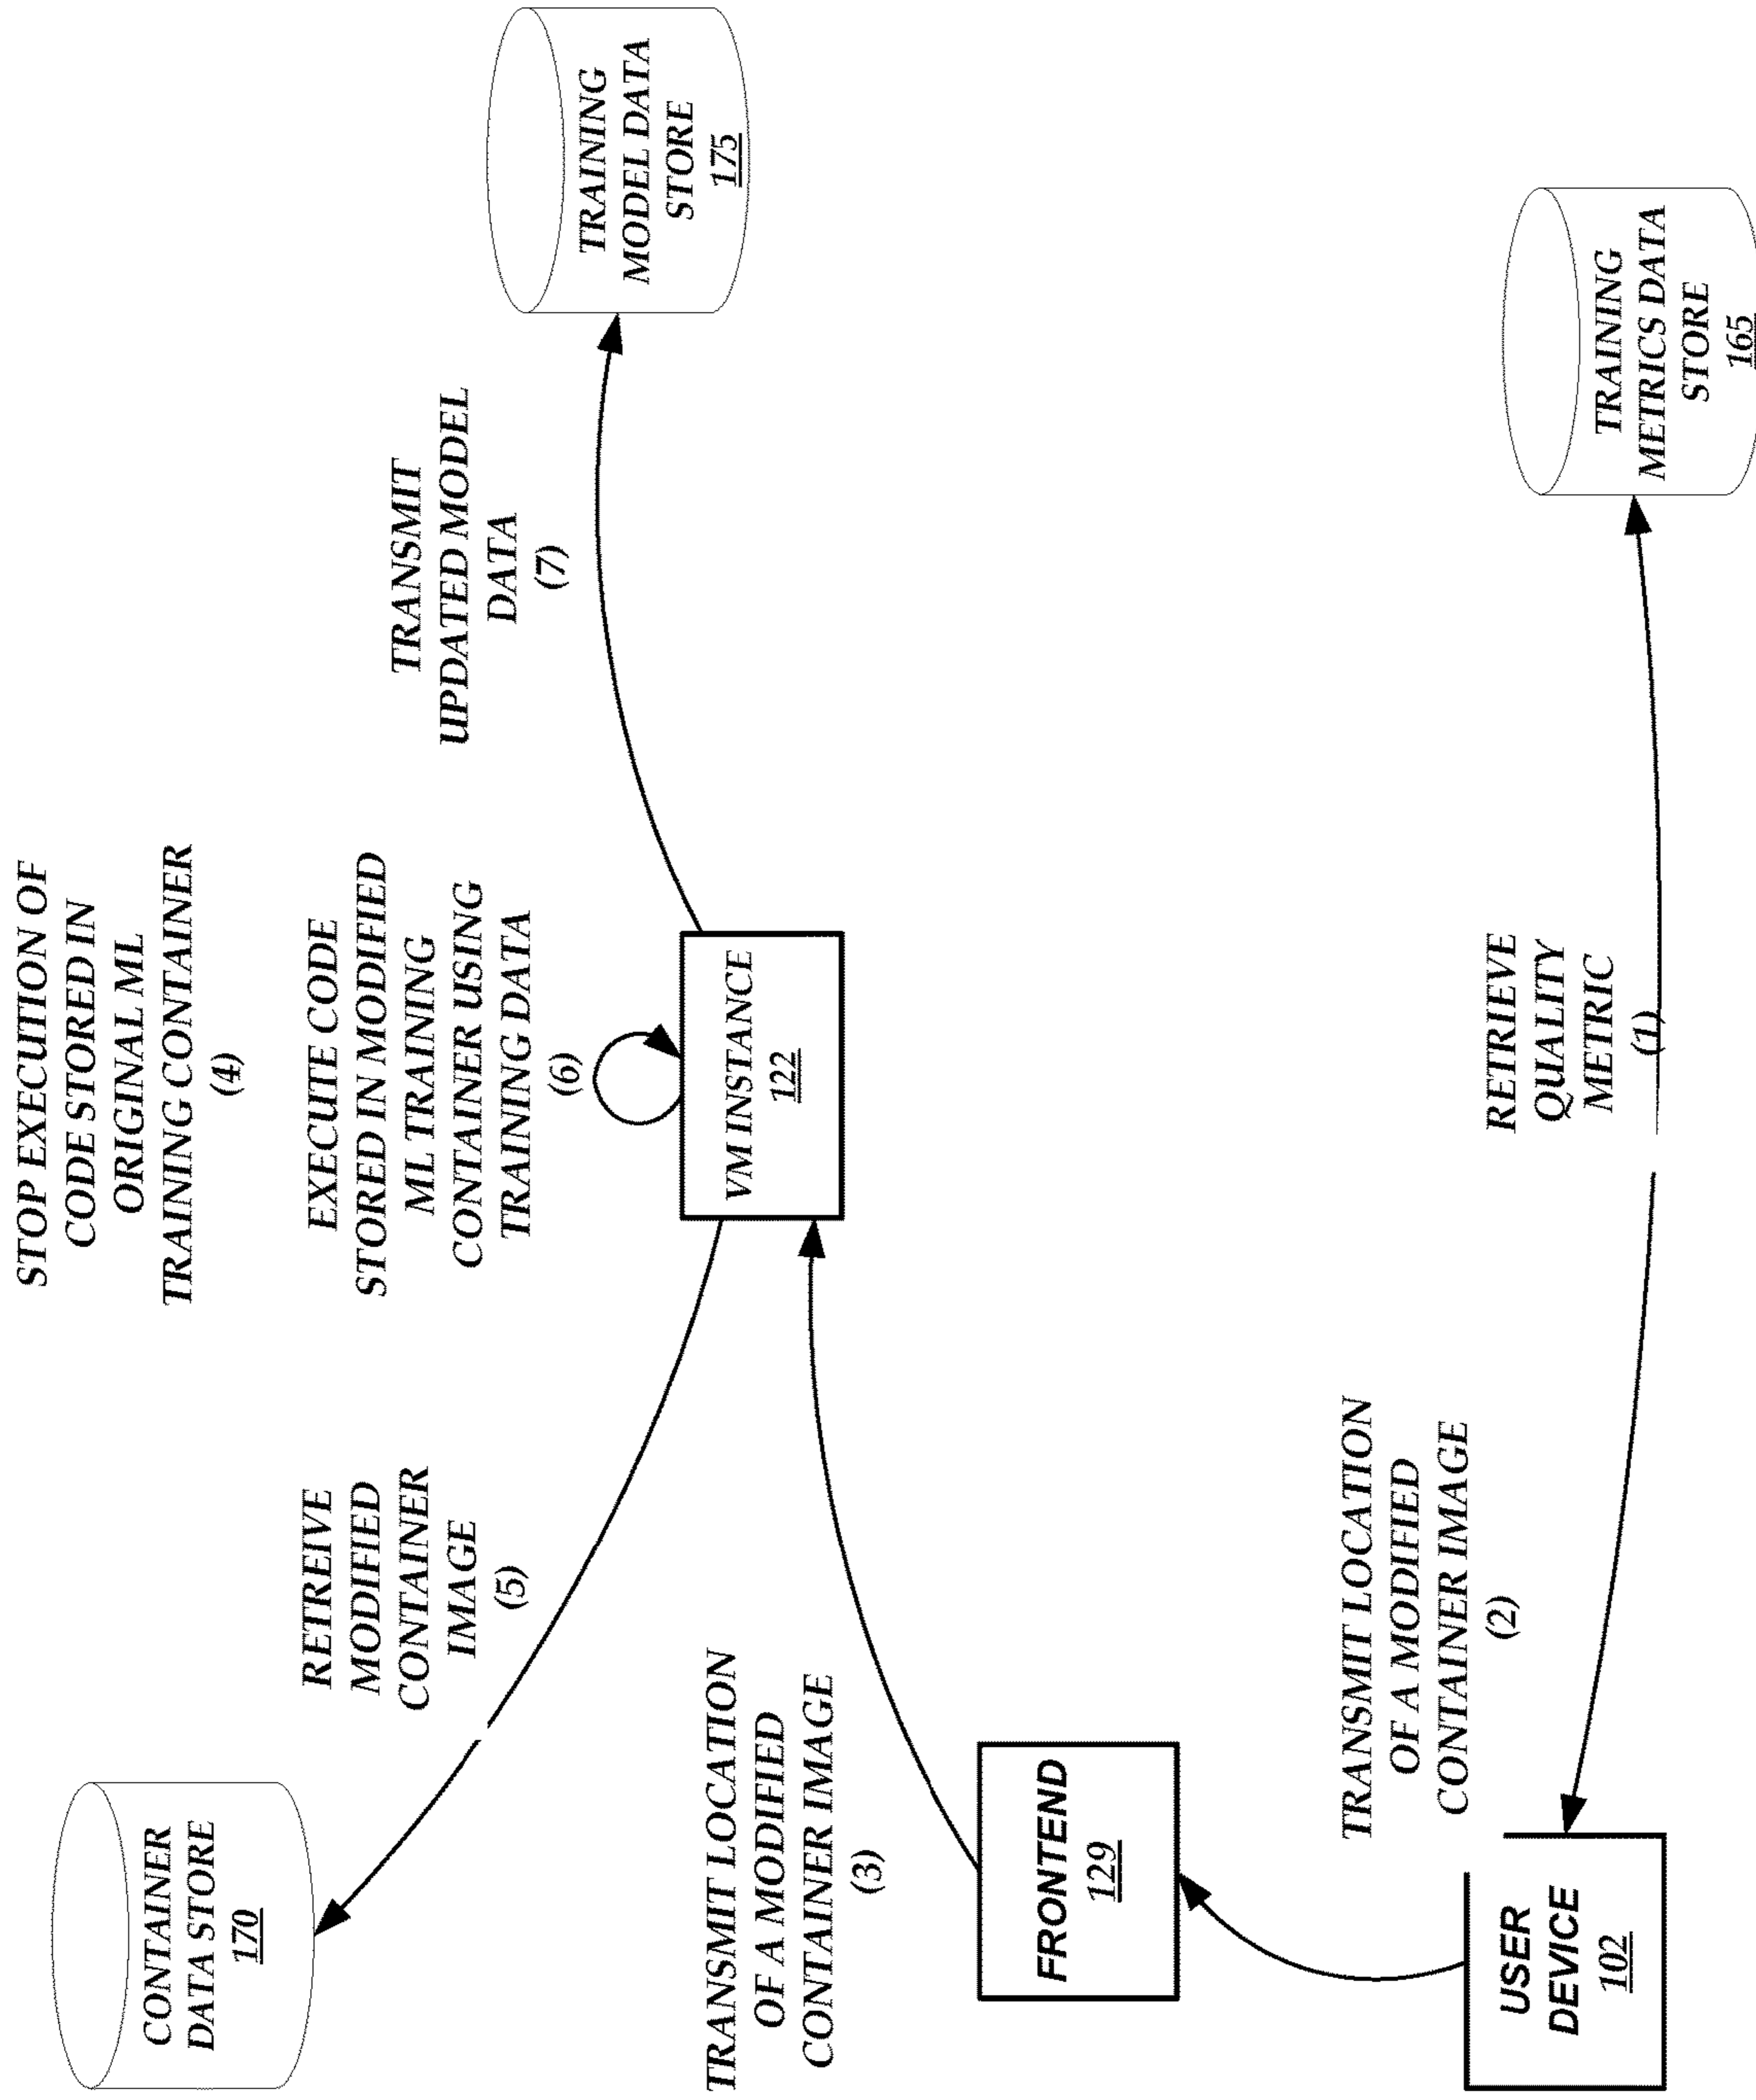 CONTAINER
DATA STORE
170
RETREIVE
MODIFIED
CONTAINER
IMAGE
(5)
STOP EXECUTION OF
CODE STORED IN
ORIGINAL ML
TRAINING CONTAINER
(4)
EXECUTE CODE
STORED IN MODIFIED
ML TRAINING
CONTAINER USING
TRAINING DATA
(6)
VM INSTANCE
122
TRANSMIT
UPDATED MODEL
DATA
(7)
TRAINING
MODEL DATA
STORE
175
TRANSMIT LOCATION
OF A MODIFIED
CONTAINER IMAGE
(3)
FRONTEND
129
TRANSMIT LOCATION
OF A MODIFIED
CONTAINER IMAGE
(2)
USER
DEVICE
102
RETRIEVE
QUALITY
METRIC
(1)
TRAINING
METRICS DATA
STORE
165